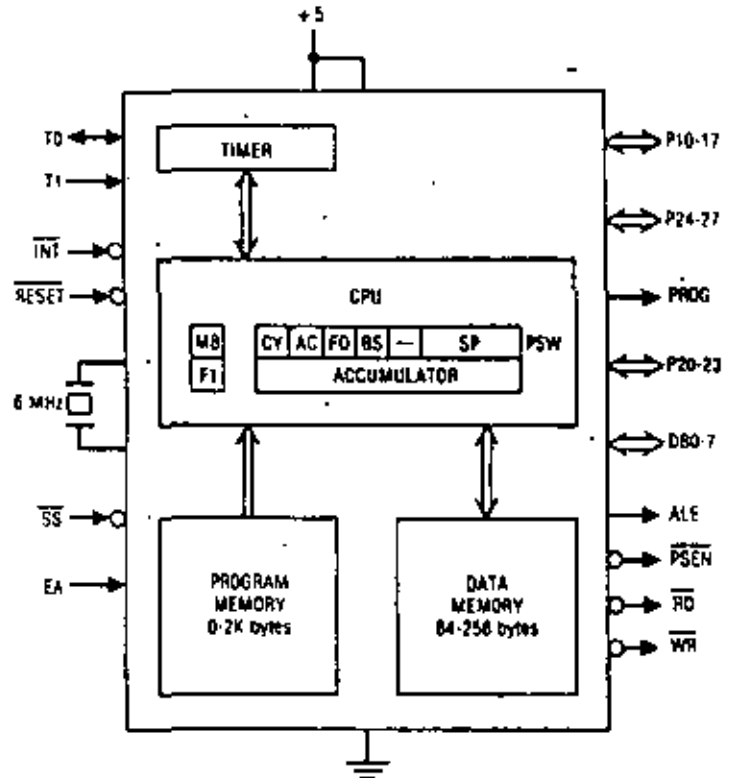 +5
T0
TIMER
P10-17
T1
P24-27
INT
RESET
CPU
PROG
MB
CY AC F0 BS — SP PSW
F1
ACCUMULATOR
P20-23
6 MHz
DB0-7
SS
ALE
EA
PROGRAM
MEMORY
0-2K bytes
DATA
MEMORY
64-256 bytes
PSEN
RD
WR